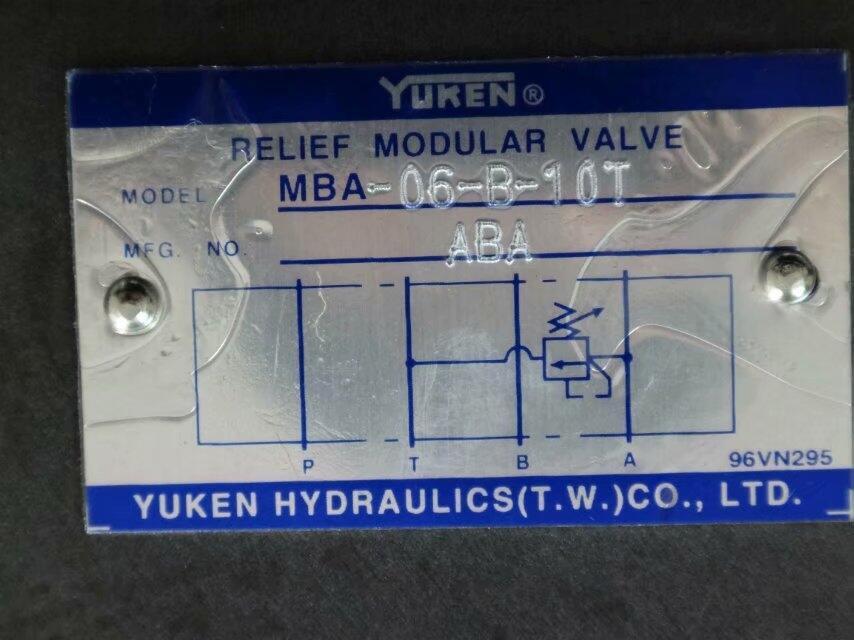 YUKEN®
RELIEF MODULAR VALVE
MODEL MBA-06-B-10T
MFG. NO. ABA
P T B A
96VN295
YUKEN HYDRAULICS(T.W.)CO., LTD.